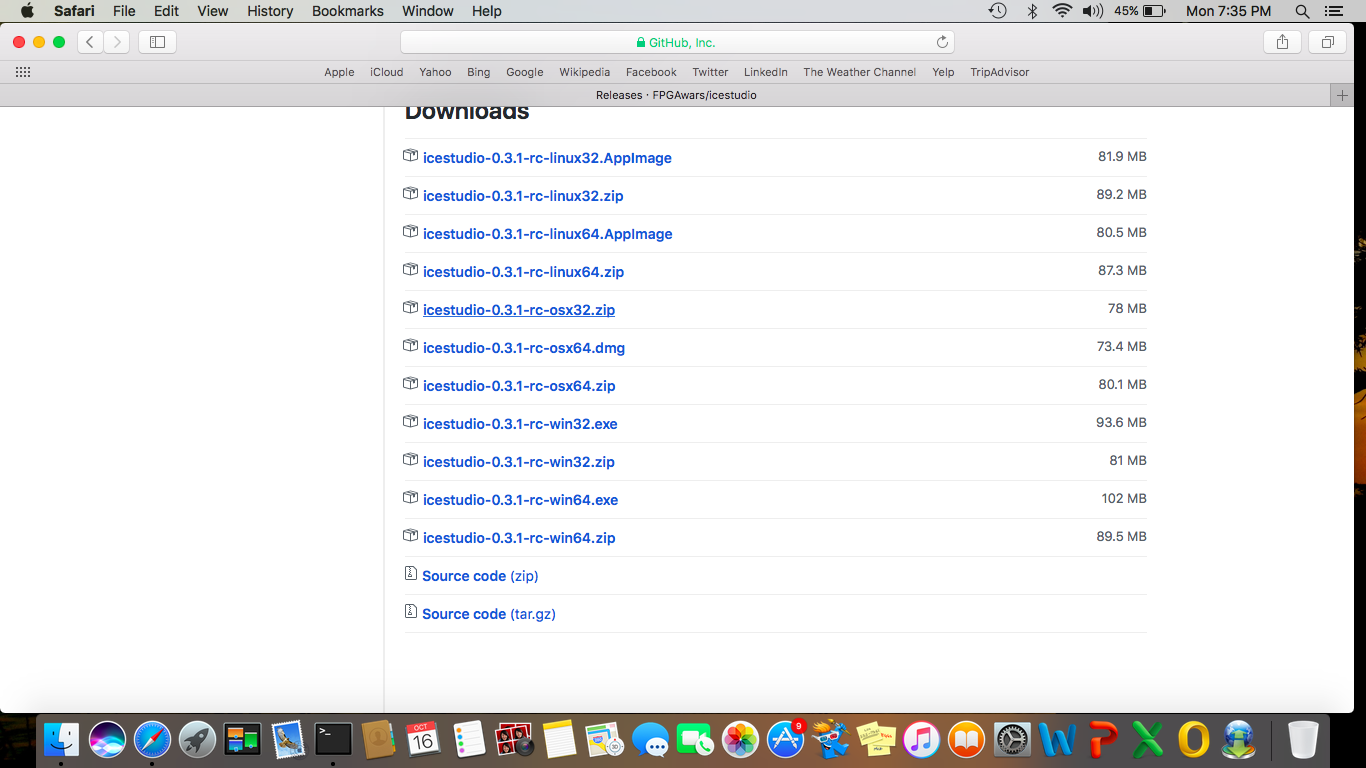 Safari File Edit View History Bookmarks Window Help 45% Mon 7:35 PM
GitHub, Inc.
Apple iCloud Yahoo Bing Google Wikipedia Facebook Twitter LinkedIn The Weather Channel Yelp TripAdvisor
Releases · FPGAwars/icestudio
Downloads
icestudio-0.3.1-rc-linux32.AppImage 81.9 MB
icestudio-0.3.1-rc-linux32.zip 89.2 MB
icestudio-0.3.1-rc-linux64.AppImage 80.5 MB
icestudio-0.3.1-rc-linux64.zip 87.3 MB
icestudio-0.3.1-rc-osx32.zip 78 MB
icestudio-0.3.1-rc-osx64.dmg 73.4 MB
icestudio-0.3.1-rc-osx64.zip 80.1 MB
icestudio-0.3.1-rc-win32.exe 93.6 MB
icestudio-0.3.1-rc-win32.zip 81 MB
icestudio-0.3.1-rc-win64.exe 102 MB
icestudio-0.3.1-rc-win64.zip 89.5 MB
Source code (zip)
Source code (tar.gz)
OCT 9
16 W P X O